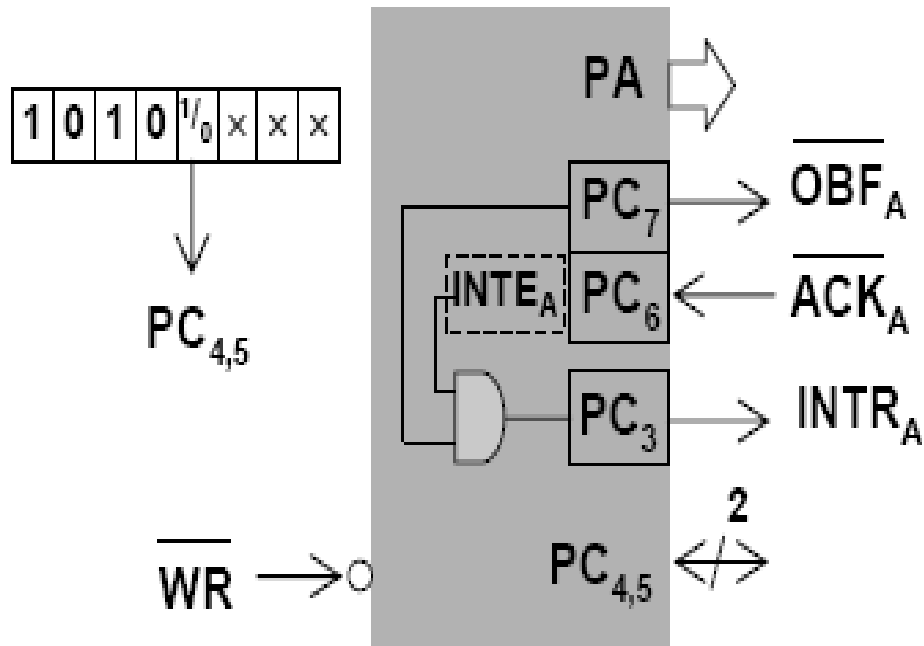 PA
1 0 1 0 1/0 × × ×
PC7
OBFA
INTEA
PC6
ACKA
PC4,5
PC3
INTRA
2
WR
PC4,5